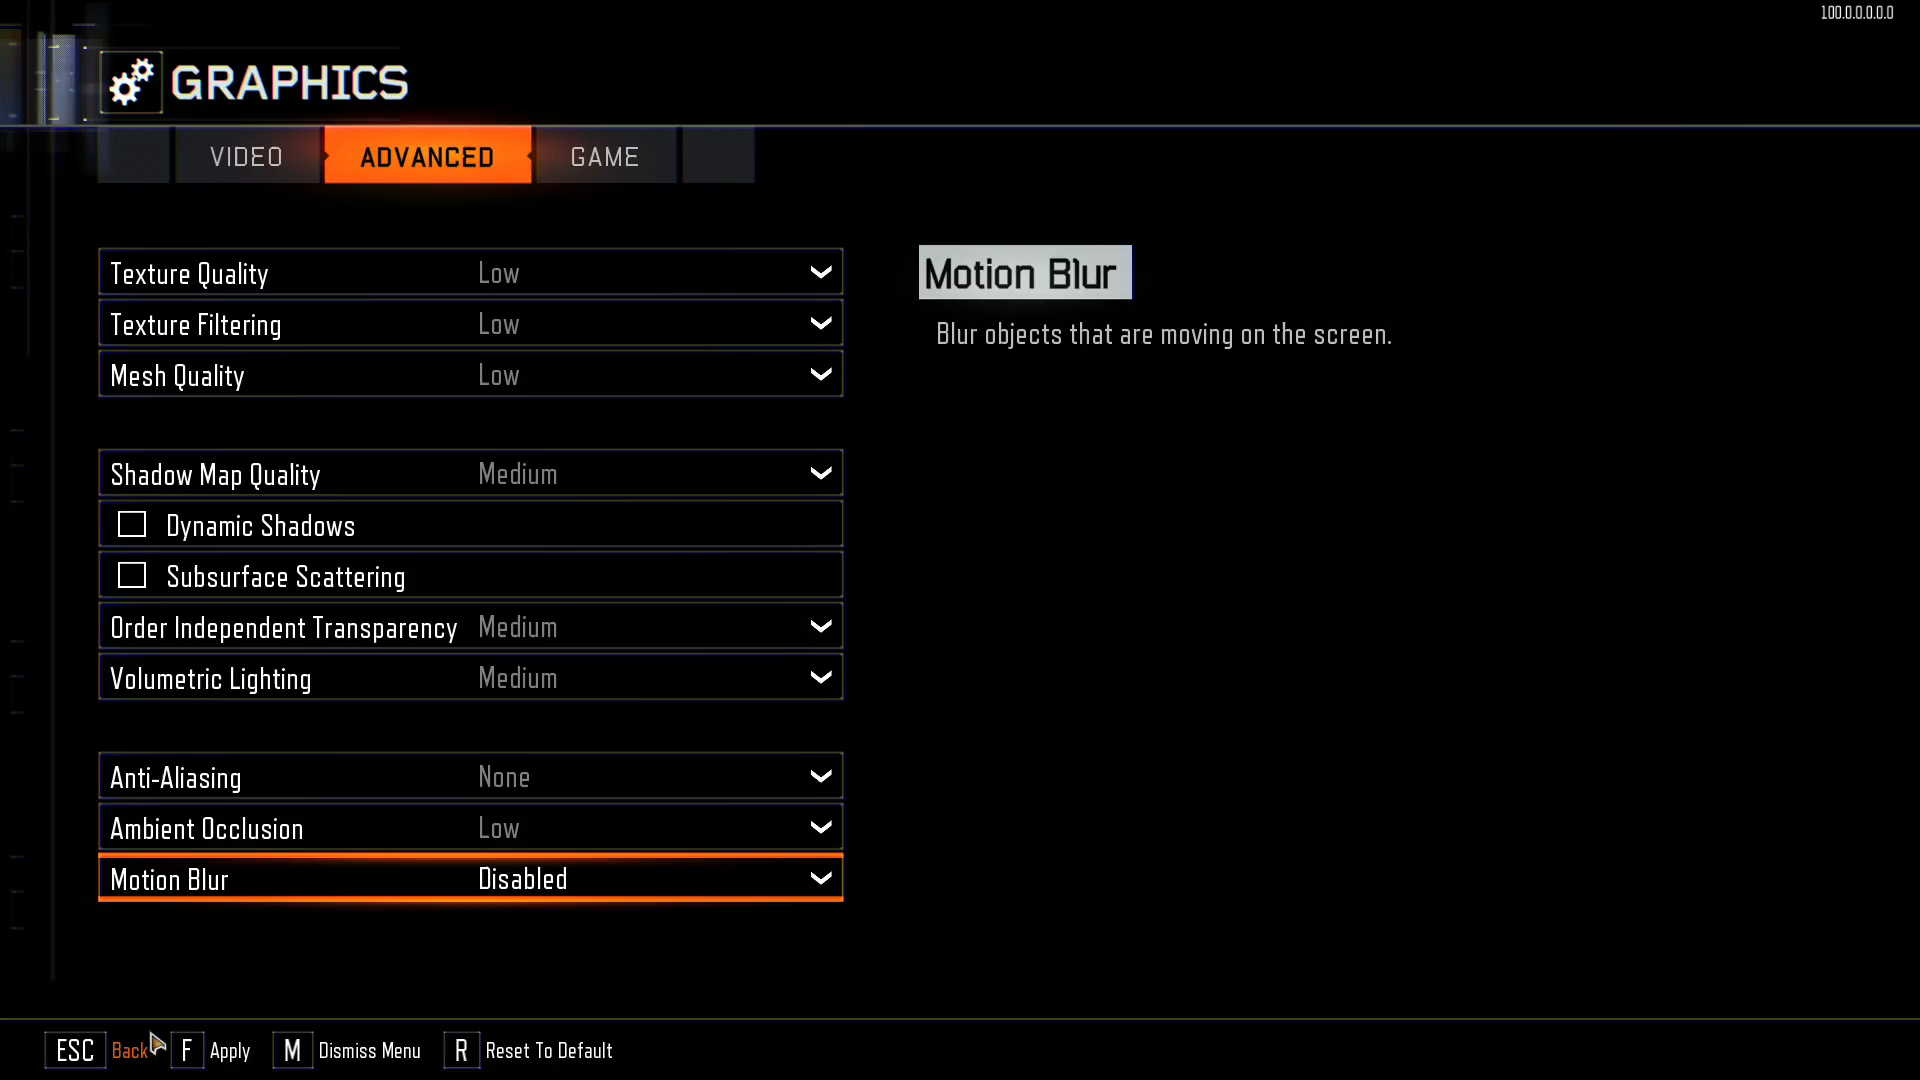 100.0.0.0.0.0
GRAPHICS
VIDEO
ADVANCED
GAME
Texture Quality Low
Texture Filtering Low
Mesh Quality Low
Shadow Map Quality Medium
Dynamic Shadows
Subsurface Scattering
Order Independent Transparency Medium
Volumetric Lighting Medium
Anti-Aliasing None
Ambient Occlusion Low
Motion Blur Disabled
Motion Blur
Blur objects that are moving on the screen.
ESC Back F Apply M Dismiss Menu R Reset To Default